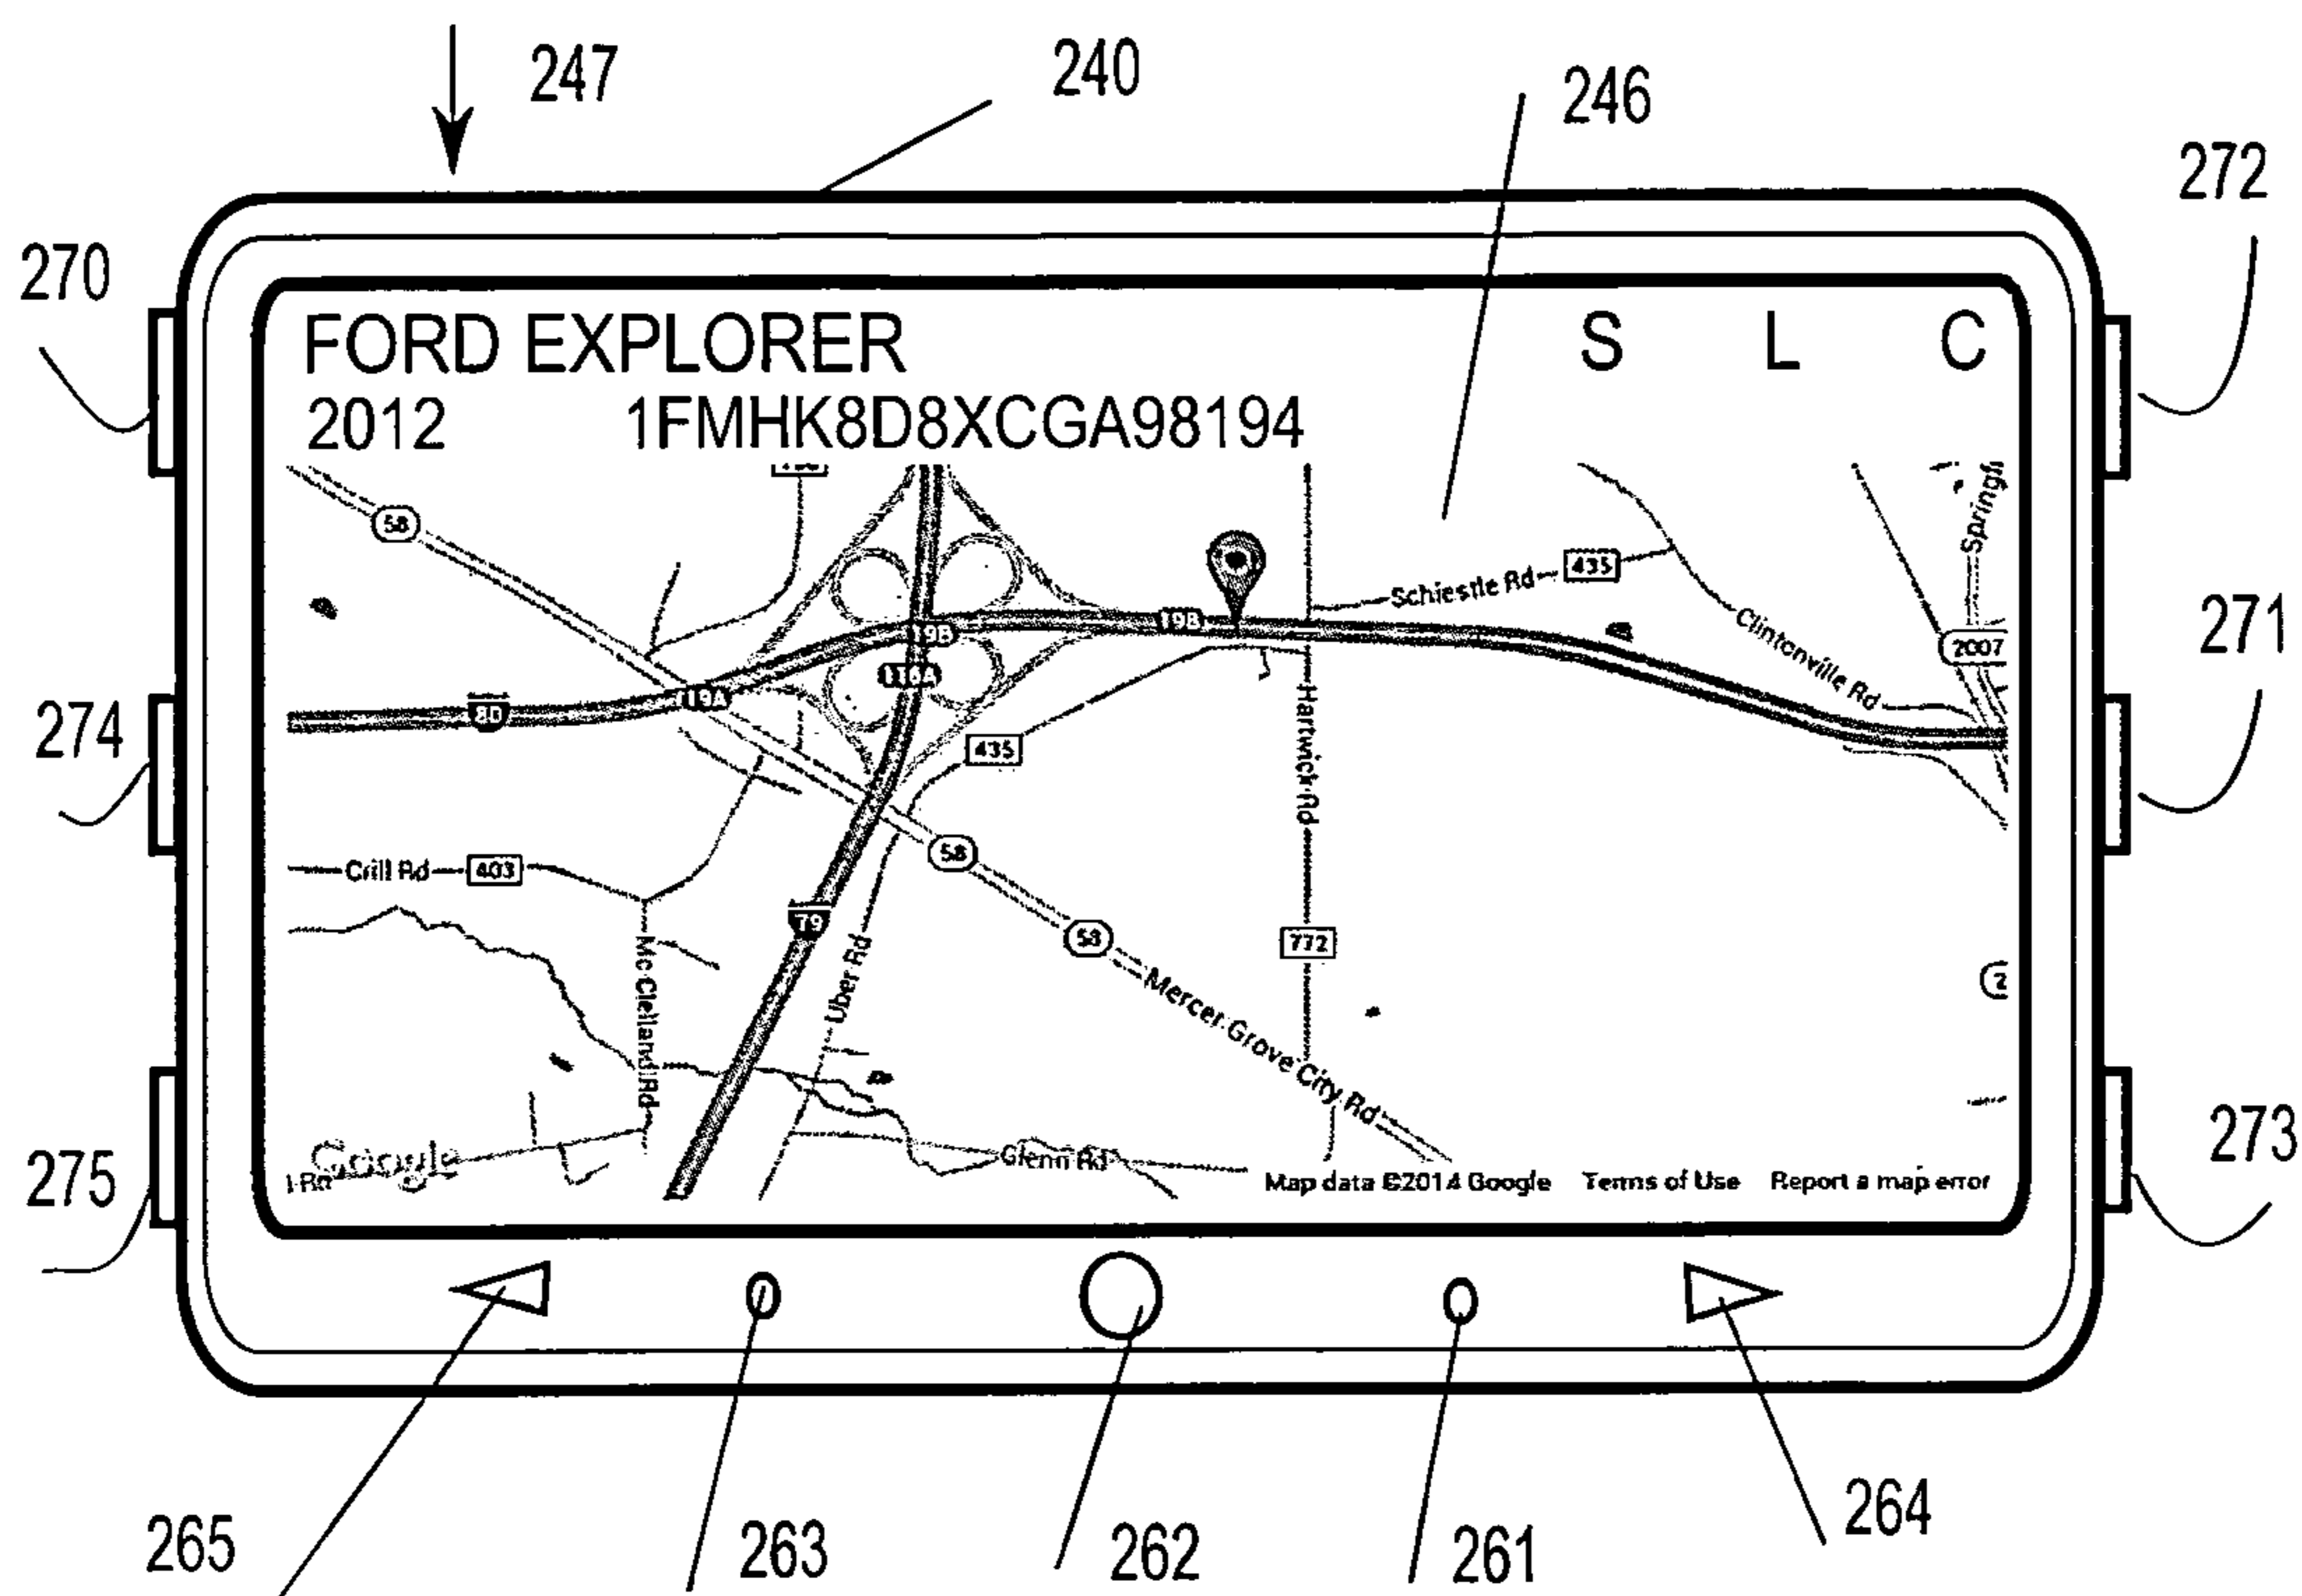 247
240
246
272
270
FORD EXPLORER
S L C
2012
1FMHK8D8XCGA98194
Springf
58
435
Schiestle Rd
271
19B
19B
Clintonville Rd
2007
116A
19A
80
274
435
Hartwick Rd
58
Crill Rd
403
79
58
772
Mc Clelland Rd
Uber Rd
Mercer Grove City Rd
2
273
275
Google
Glenn Rd
Map data ©2014 Google Terms of Use Report a map error
265
263
262
261
264